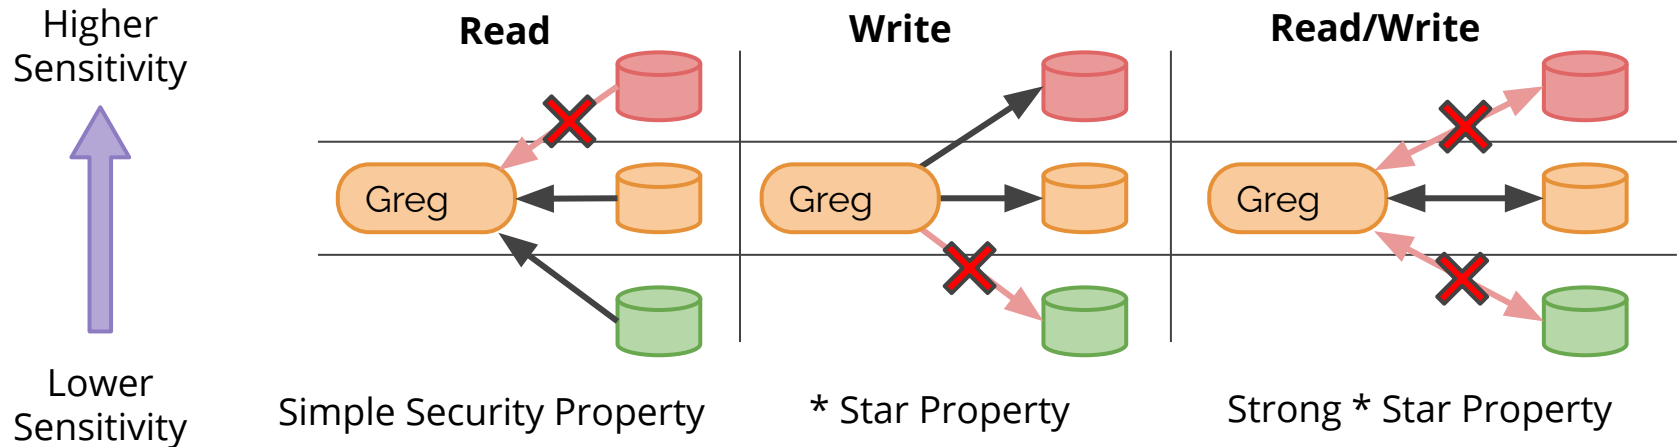 Higher
Sensitivity
Read
Write
Read/Write
Greg
Greg
Greg
Lower
Sensitivity
Simple Security Property
* Star Property
Strong * Star Property